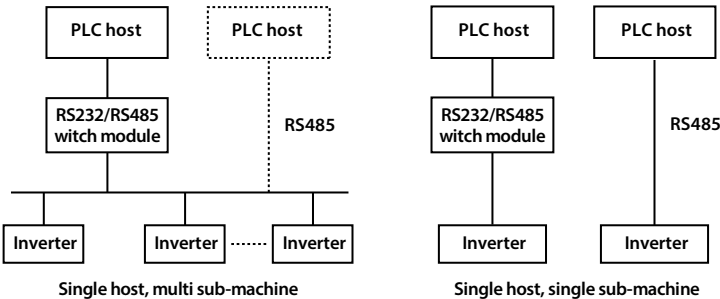 PLC host
PLC host
PLC host
PLC host
RS232/RS485
witch module
RS485
RS232/RS485
witch module
RS485
Inverter
Inverter
Inverter
Inverter
Inverter
Single host, multi sub-machine
Single host, single sub-machine